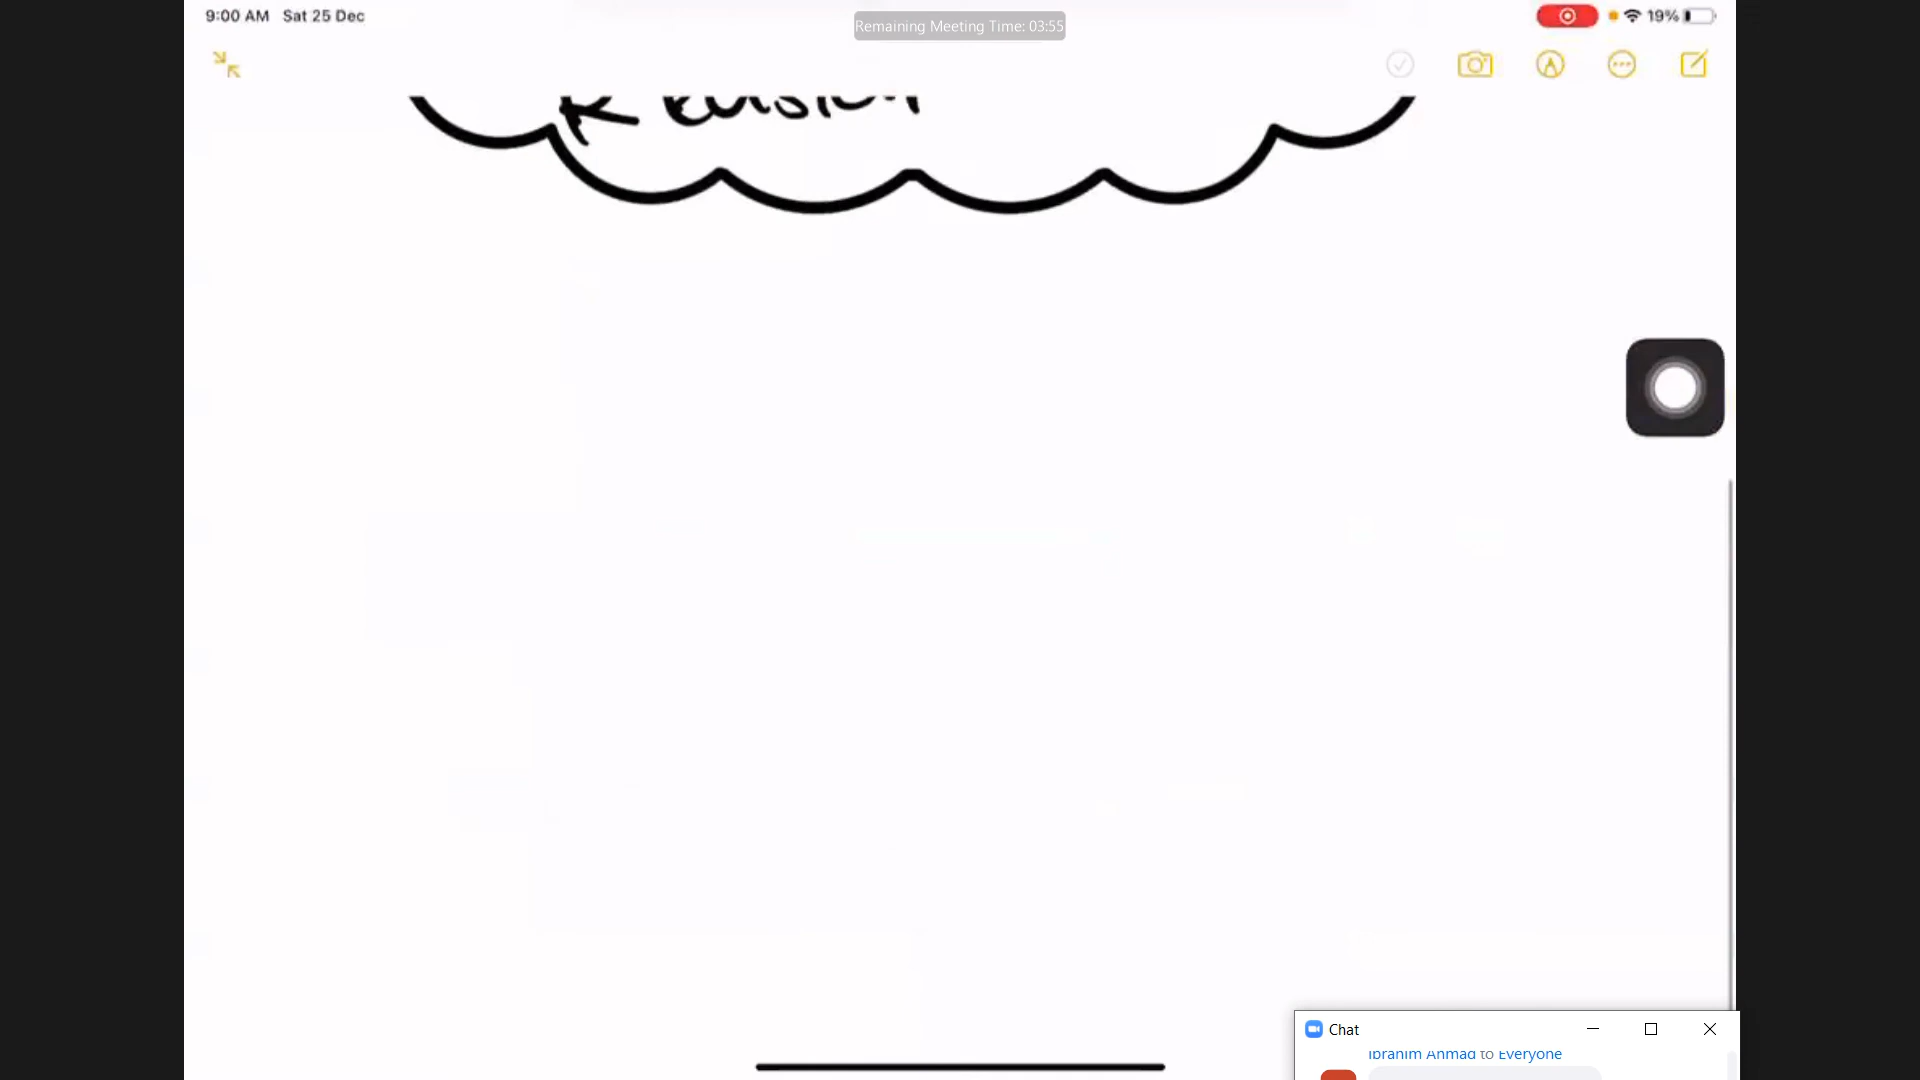 9:00 AM Sat 25 Dec
Remaining Meeting Time: 03:55
19%
Chat
Ibrahim Ahmad to Everyone